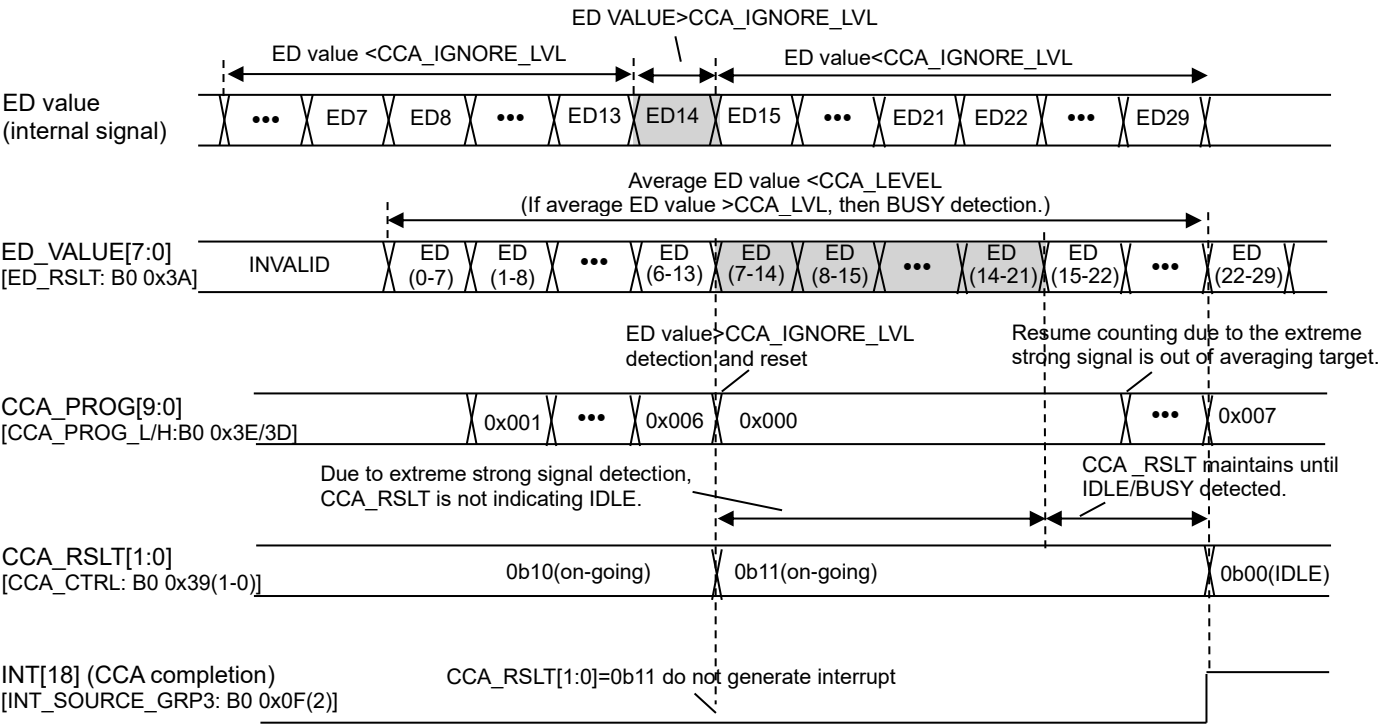 ED VALUE>CCA_IGNORE_LVL
ED value <CCA_IGNORE_LVL
ED value<CCA_IGNORE_LVL
ED value
(internal signal)
••• ED7 ED8 ••• ED13 ED14 ED15 ••• ED21 ED22 ••• ED29
Average ED value <CCA_LEVEL
(If average ED value >CCA_LVL, then BUSY detection.)
ED_VALUE[7:0]
[ED_RSLT: B0 0x3A]
INVALID
ED
(0-7)
ED
(1-8)
•••
ED
(6-13)
ED
(7-14)
ED
(8-15)
•••
ED
(14-21)
ED
(15-22)
•••
ED
(22-29)
ED value>CCA_IGNORE_LVL
detection and reset
Resume counting due to the extreme
strong signal is out of averaging target.
CCA_PROG[9:0]
[CCA_PROG_L/H:B0 0x3E/3D]
0x001 ••• 0x006 0x000 ••• 0x007
Due to extreme strong signal detection,
CCA_RSLT is not indicating IDLE.
CCA _RSLT maintains until
IDLE/BUSY detected.
CCA_RSLT[1:0]
[CCA_CTRL: B0 0x39(1-0)]
0b10(on-going) 0b11(on-going) 0b00(IDLE)
INT[18] (CCA completion)
[INT_SOURCE_GRP3: B0 0x0F(2)]
CCA_RSLT[1:0]=0b11 do not generate interrupt